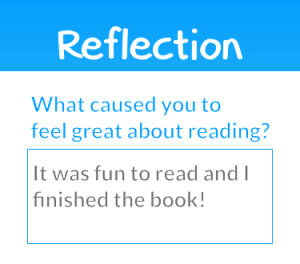 Reflection
What caused you to
feel great about reading?
It was fun to read and I
finished the book!